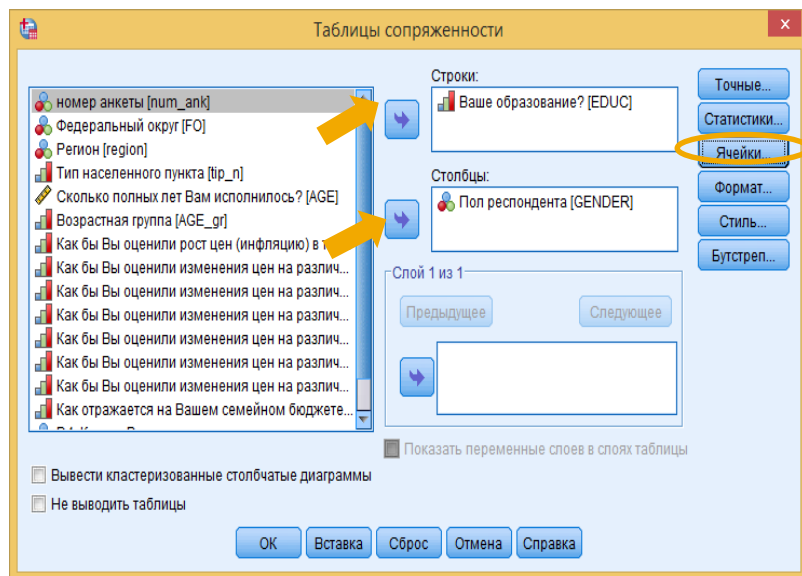 Таблицы сопряженности
x
номер анкеты [num_ank]
Федеральный округ [FO]
Регион [region]
Тип населенного пункта [tip_n]
Сколько полных лет Вам исполнилось? [AGE]
Возрастная группа [AGE_gr]
Как бы Вы оценили рост цен (инфляцию) в
Как бы Вы оценили изменения цен на различ...
Как бы Вы оценили изменения цен на различ...
Как бы Вы оценили изменения цен на различ...
Как бы Вы оценили изменения цен на различ...
Как бы Вы оценили изменения цен на различ...
Как бы Вы оценили изменения цен на различ...
Как отражается на Вашем семейном бюджете...
Строки:
Ваше образование? [EDUC]
Столбцы:
Пол респондента [GENDER]
Слой 1 из 1
Предыдущее
Следующее
Показать переменные слоев в слоях таблицы
Точные...
Статистики...
Ячейки...
Формат...
Стиль...
Бутстреп...
Вывести кластеризованные столбчатые диаграммы
Не выводить таблицы
ОК
Вставка
Сброс
Отмена
Справка